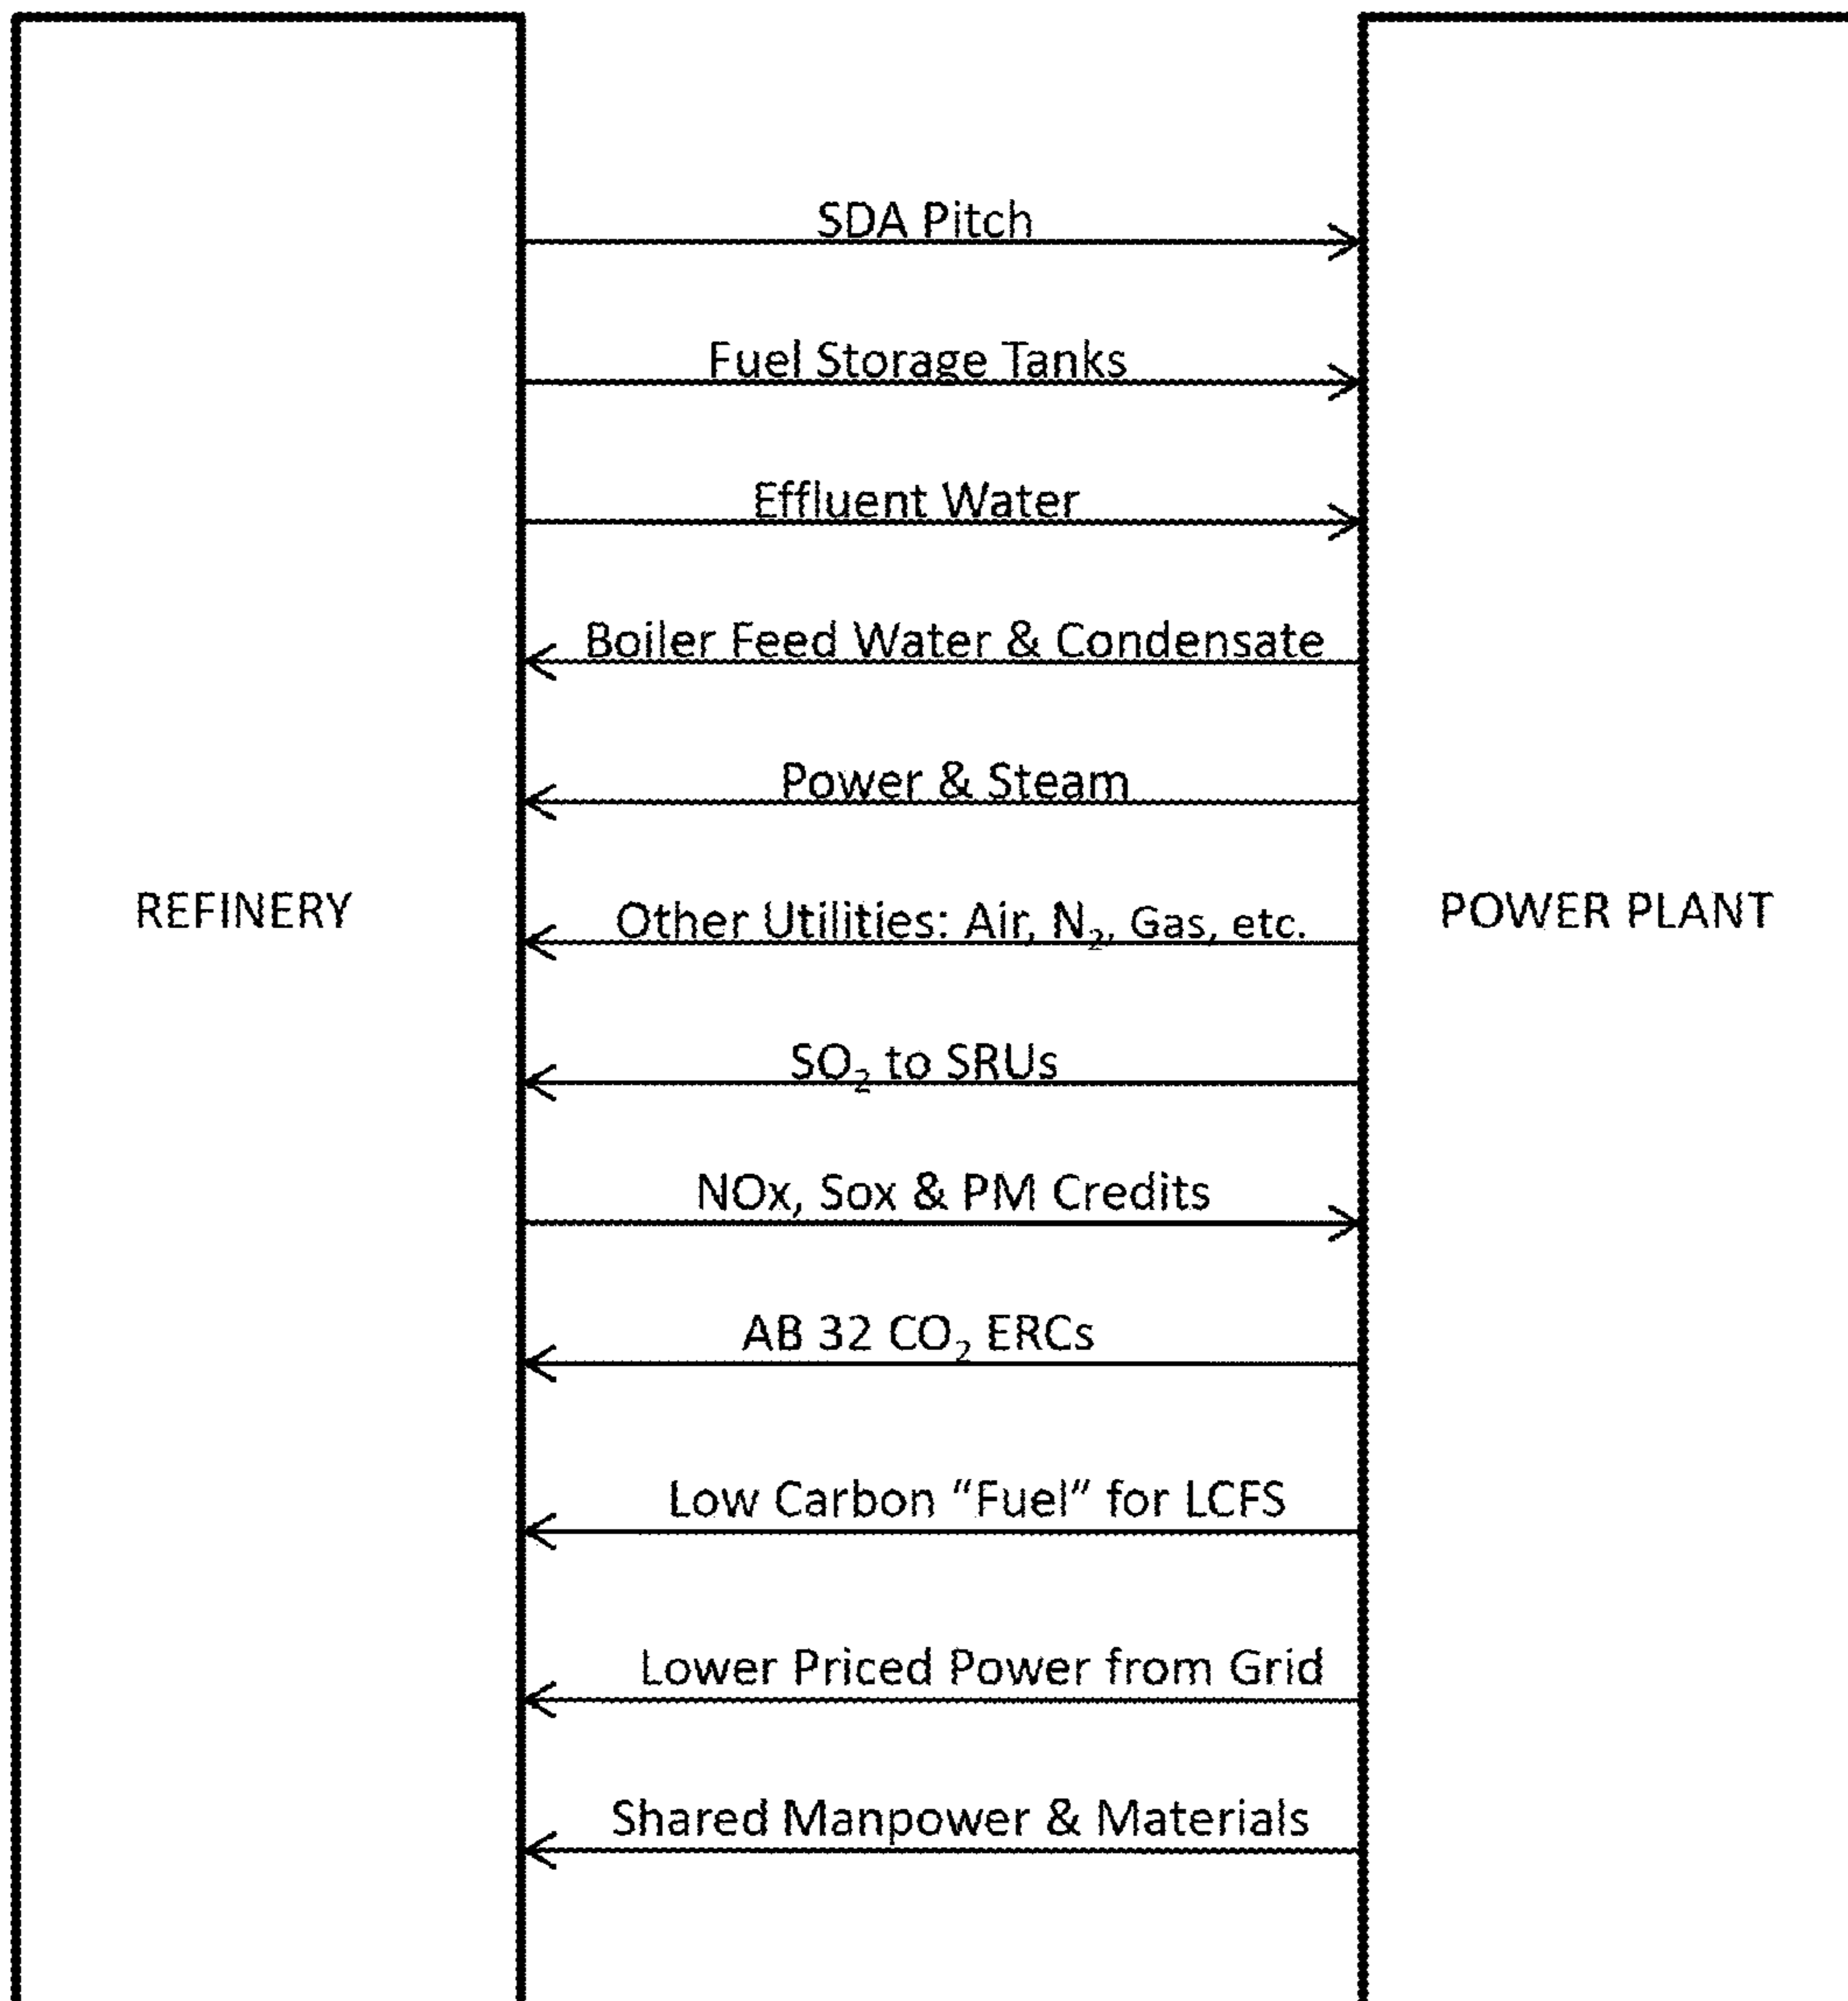 SDA Pitch
Fuel Storage Tanks
Effluent Water
Boiler Feed Water & Condensate
Power & Steam
REFINERY
Other Utilities: Air, N₂, Gas, etc.
POWER PLANT
SO₂ to SRUs
NOx, Sox & PM Credits
AB 32 CO₂ ERCs
Low Carbon “Fuel” for LCFS
Lower Priced Power from Grid
Shared Manpower & Materials